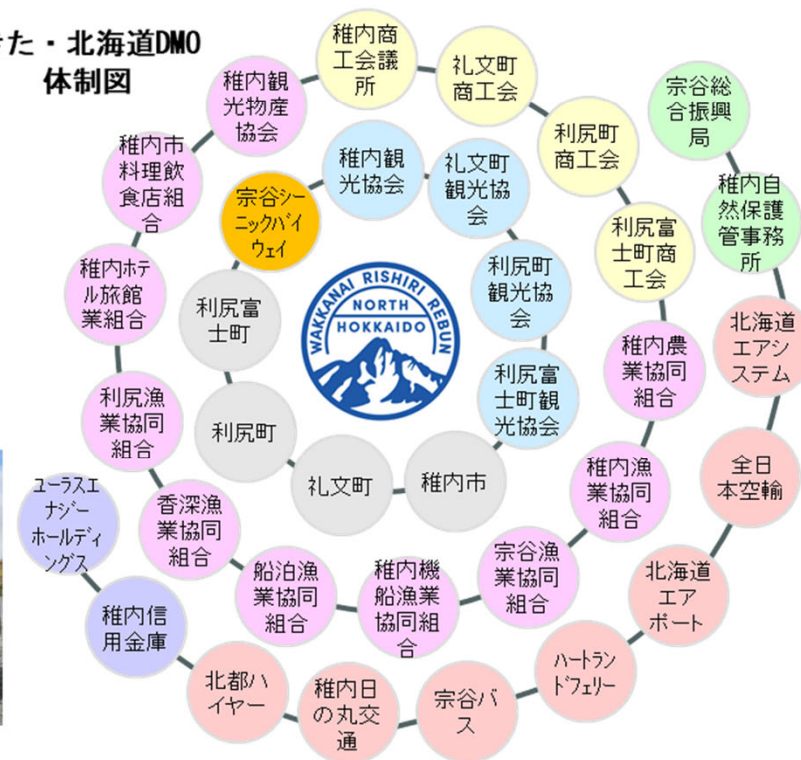 きた・北海道DMO
体制図
稚内商
工会議
所
礼文町
商工会
利尻町
商工会
利尻富
士町商
工会
稚内農
業協同
組合
稚内漁
業協同
組合
宗谷漁
業協同
組合
稚内機
船漁業
協同組
合
船泊漁
業協同
組合
香深漁
業協同
組合
利尻漁
業協同
組合
稚内ホテ
ル旅館
業組合
稚内市
料理飲
食店組
合
稚内観
光物産
協会
宗谷シー
ニックバイ
ウェイ
稚内観
光協会
礼文町
観光協
会
利尻町
観光協
会
利尻富
士町観
光協会
稚内市
礼文町
利尻町
利尻富
士町
WAKKANAI RISHIRI REBUN
NORTH
HOKKAIDO
宗谷総
合振興
局
稚内自
然保護
管事務
所
北海道
エアシ
ステム
全日
本空輸
北海道
エア
ポート
ハートラン
ドフェリー
宗谷バ
ス
稚内日
の丸交
通
北都ハ
イヤー
稚内信
用金庫
ユーラスエ
ナジー
ホールディ
ングス